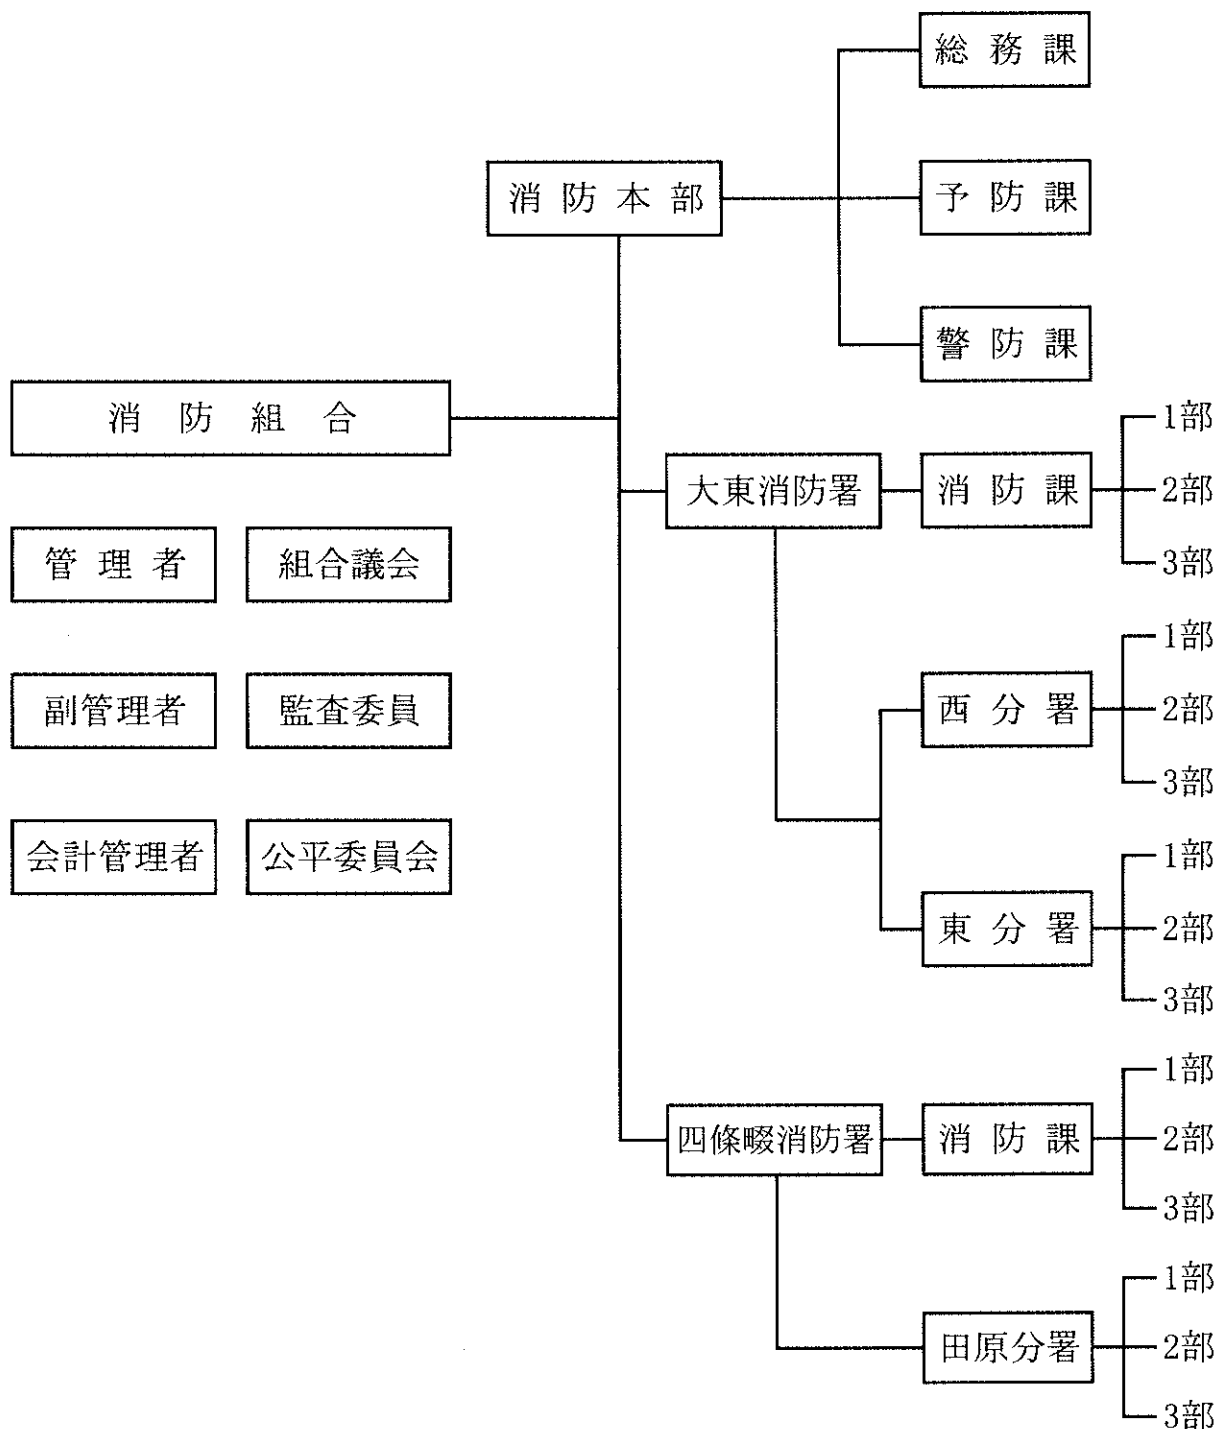 総務課
消防本部
予防課
警防課
消防組合
大東消防署
消防課
1部
2部
3部
管理者
組合議会
副管理者
監査委員
会計管理者
公平委員会
西分署
1部
2部
3部
東分署
1部
2部
3部
四條畷消防署
消防課
1部
2部
3部
田原分署
1部
2部
3部